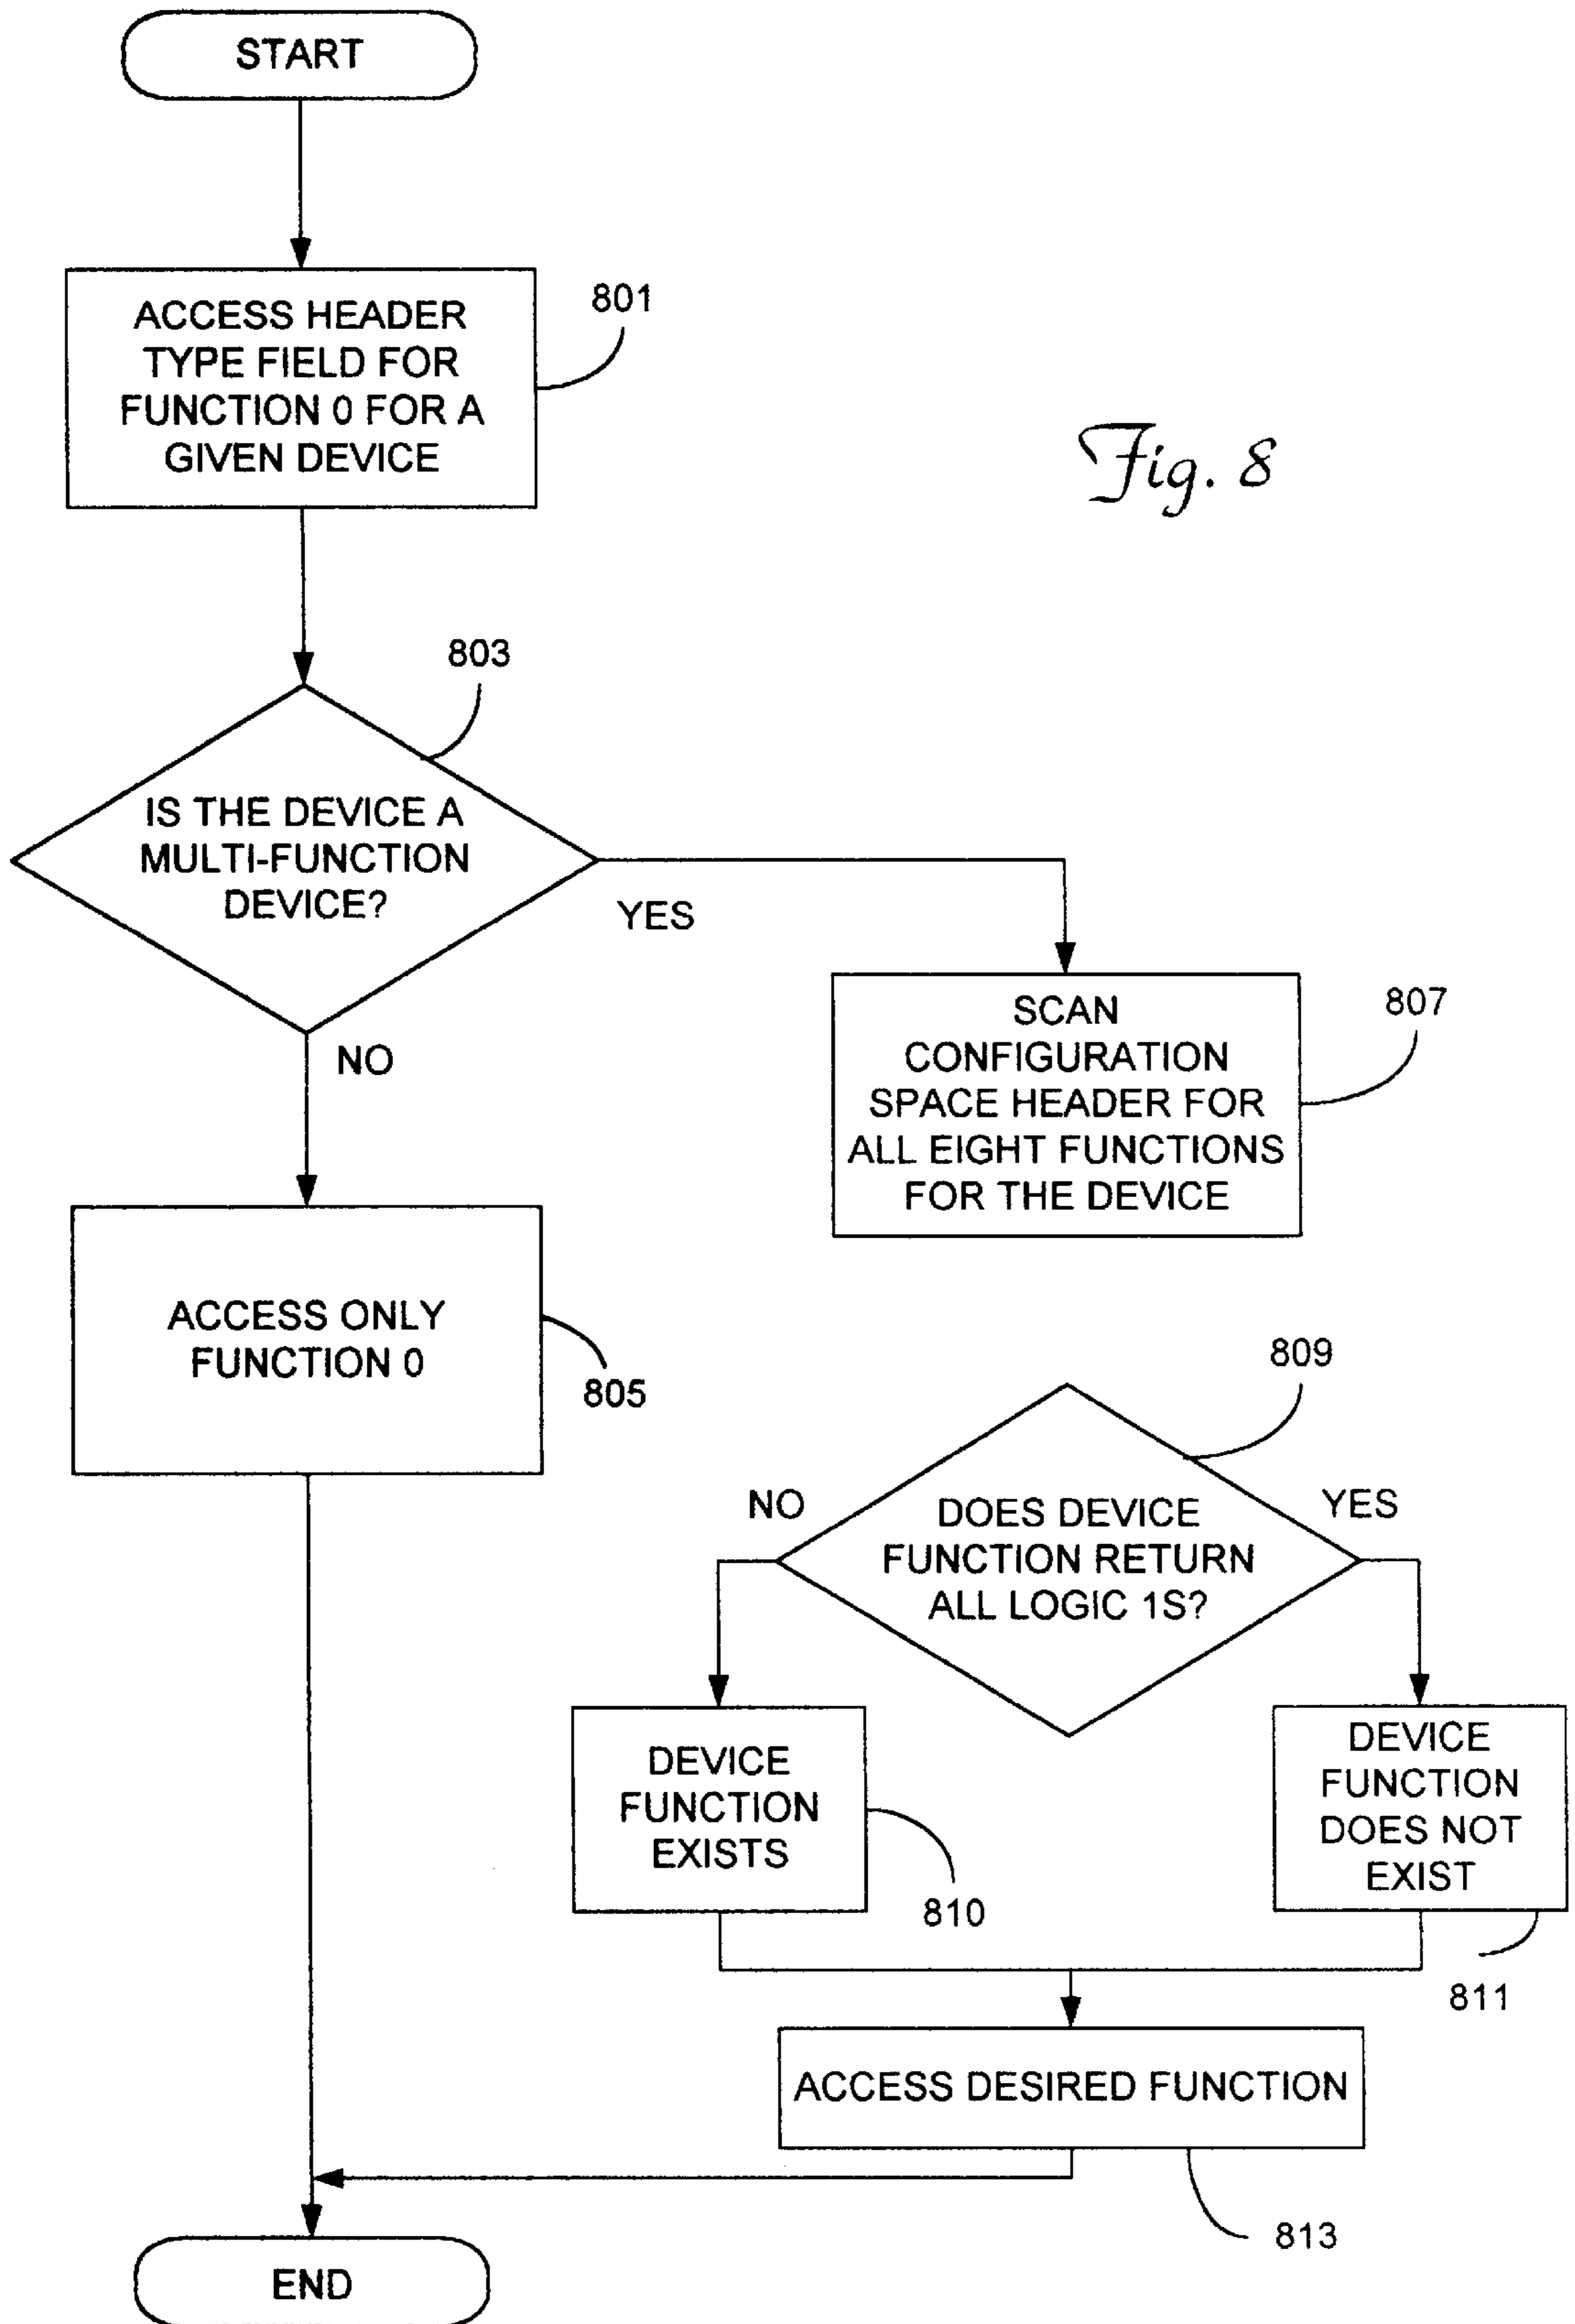 START
ACCESS HEADER
TYPE FIELD FOR
FUNCTION 0 FOR A
GIVEN DEVICE
801
Fig. 8
803
IS THE DEVICE A
MULTI-FUNCTION
DEVICE?
YES
NO
SCAN
CONFIGURATION
SPACE HEADER FOR
ALL EIGHT FUNCTIONS
FOR THE DEVICE
807
ACCESS ONLY
FUNCTION 0
805
809
NO
YES
DOES DEVICE
FUNCTION RETURN
ALL LOGIC 1S?
DEVICE
FUNCTION
EXISTS
810
DEVICE
FUNCTION
DOES NOT
EXIST
811
ACCESS DESIRED FUNCTION
813
END